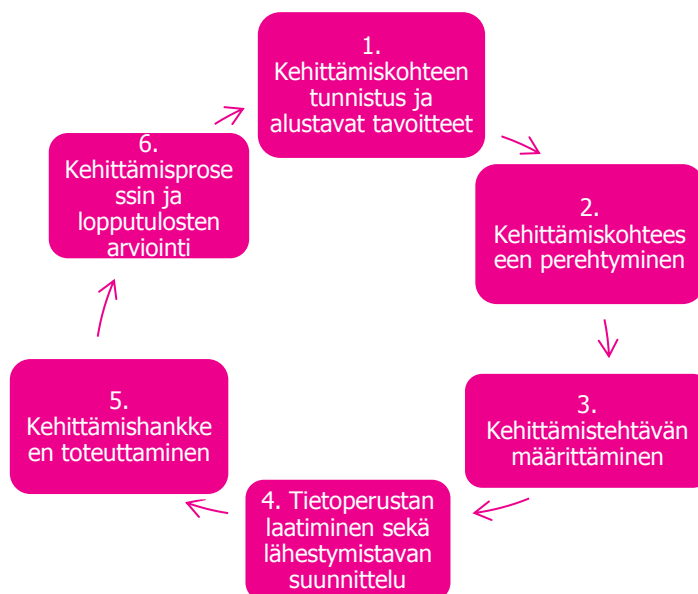 1.
Kehittämiskohteen
tunnistus ja
alustavat tavoitteet
2.
Kehittämiskohtees
een perehtyminen
3.
Kehittämistehtävän
määrittäminen
4. Tietoperustan
laatiminen sekä
lähestymistavan
suunnittelu
5.
Kehittämishankke
en toteuttaminen
6.
Kehittämisprose
ssin ja
lopputulosten
arviointi